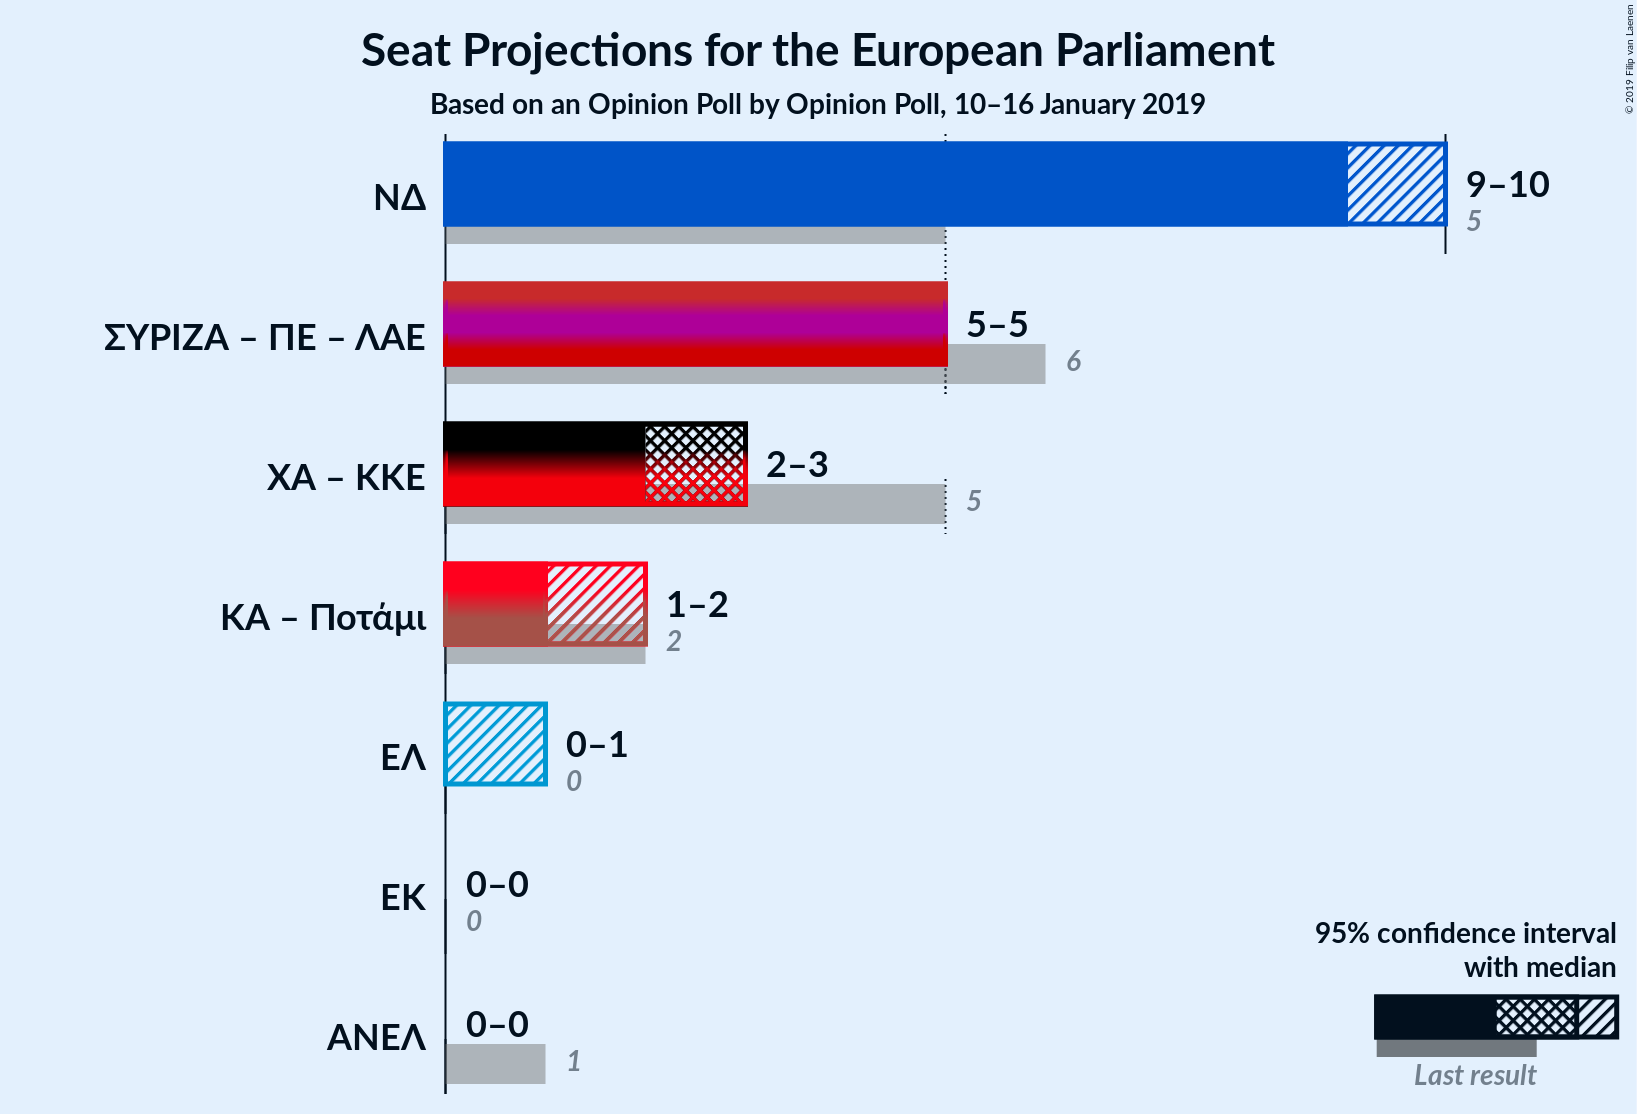 Seat Projections for the European Parliament
Based on an Opinion Poll by Opinion Poll, 10–16 January 2019
© 2019 Filip van Laenen
ΝΔ
9–10
5
ΣΥΡΙΖΑ – ΠΕ – ΛΑΕ
5–5
6
ΧΑ – ΚΚΕ
2–3
5
ΚΑ – Ποτάμι
1–2
2
ΕΛ
0–1
0
ΕΚ
0–0
0
ΑΝΕΛ
0–0
1
95% confidence interval
with median
Last result